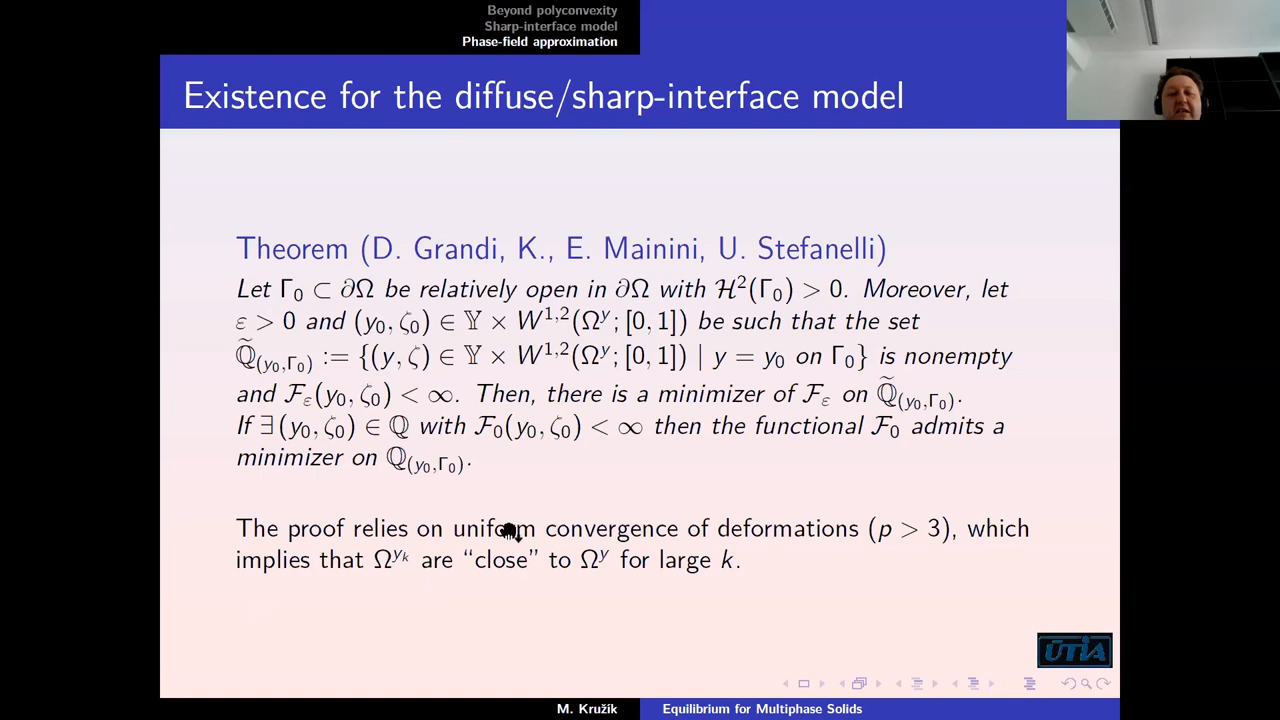 Beyond polyconvexity
Sharp-interface model
Phase-field approximation
Existence for the diffuse/sharp-interface model
Theorem (D. Grandi, K., E. Mainini, U. Stefanelli)
Let Γ₀ ⊂ ∂Ω be relatively open in ∂Ω with ℋ²(Γ₀) > 0. Moreover, let
ε > 0 and (y₀, ζ₀) ∈ 𝕐 × W^{1,2}(Ω^y; [0, 1]) be such that the set
ℚ̃_{(y₀,Γ₀)} := {(y, ζ) ∈ 𝕐 × W^{1,2}(Ω^y; [0, 1]) | y = y₀ on Γ₀} is nonempty
and ℱ_ε(y₀, ζ₀) < ∞. Then, there is a minimizer of ℱ_ε on ℚ̃_{(y₀,Γ₀)}.
If ∃ (y₀, ζ₀) ∈ ℚ with ℱ₀(y₀, ζ₀) < ∞ then the functional ℱ₀ admits a
minimizer on ℚ_{(y₀,Γ₀)}.
The proof relies on uniform convergence of deformations (p > 3), which
implies that Ω^{y_k} are “close” to Ω^y for large k.
ÚTIA
M. Kružík
Equilibrium for Multiphase Solids